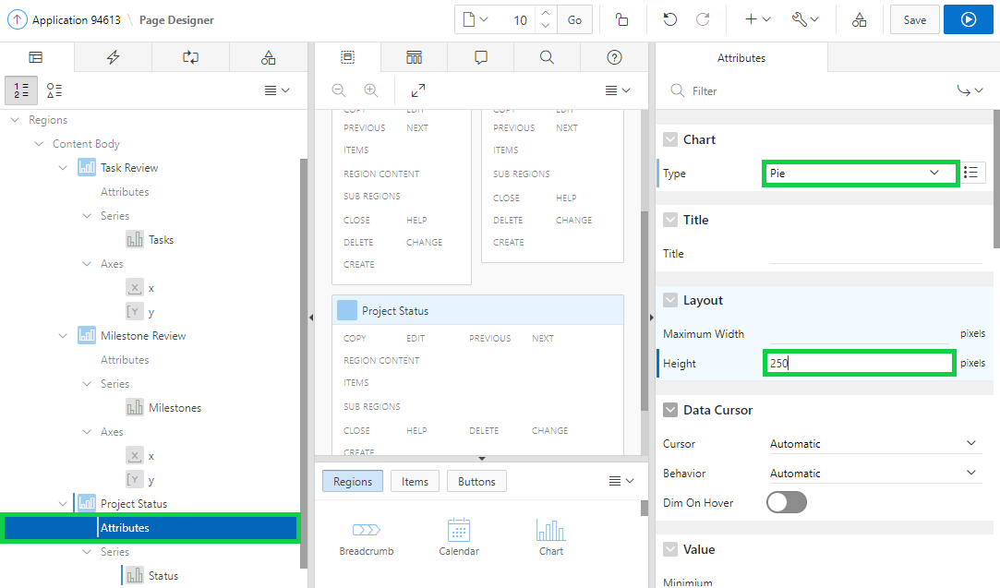 Application 94613 \ Page Designer
10
Go
Save
Regions
Content Body
Task Review
Attributes
Series
Tasks
Axes
x
y
Milestone Review
Attributes
Series
Milestones
Axes
x
y
Project Status
Attributes
Series
Status
COPY EDIT
PREVIOUS NEXT
ITEMS
REGION CONTENT
SUB REGIONS
CLOSE HELP
DELETE CHANGE
CREATE
COPY EDIT
PREVIOUS NEXT
ITEMS
SUB REGIONS
CLOSE HELP
DELETE CHANGE
CREATE
Project Status
COPY EDIT PREVIOUS NEXT
REGION CONTENT
ITEMS
SUB REGIONS
CLOSE HELP DELETE CHANGE
CREATE
Regions Items Buttons
Breadcrumb Calendar Chart
Attributes
Filter
Chart
Type Pie
Title
Title
Layout
Maximum Width pixels
Height 250 pixels
Data Cursor
Cursor Automatic
Behavior Automatic
Dim On Hover
Value
Minimum